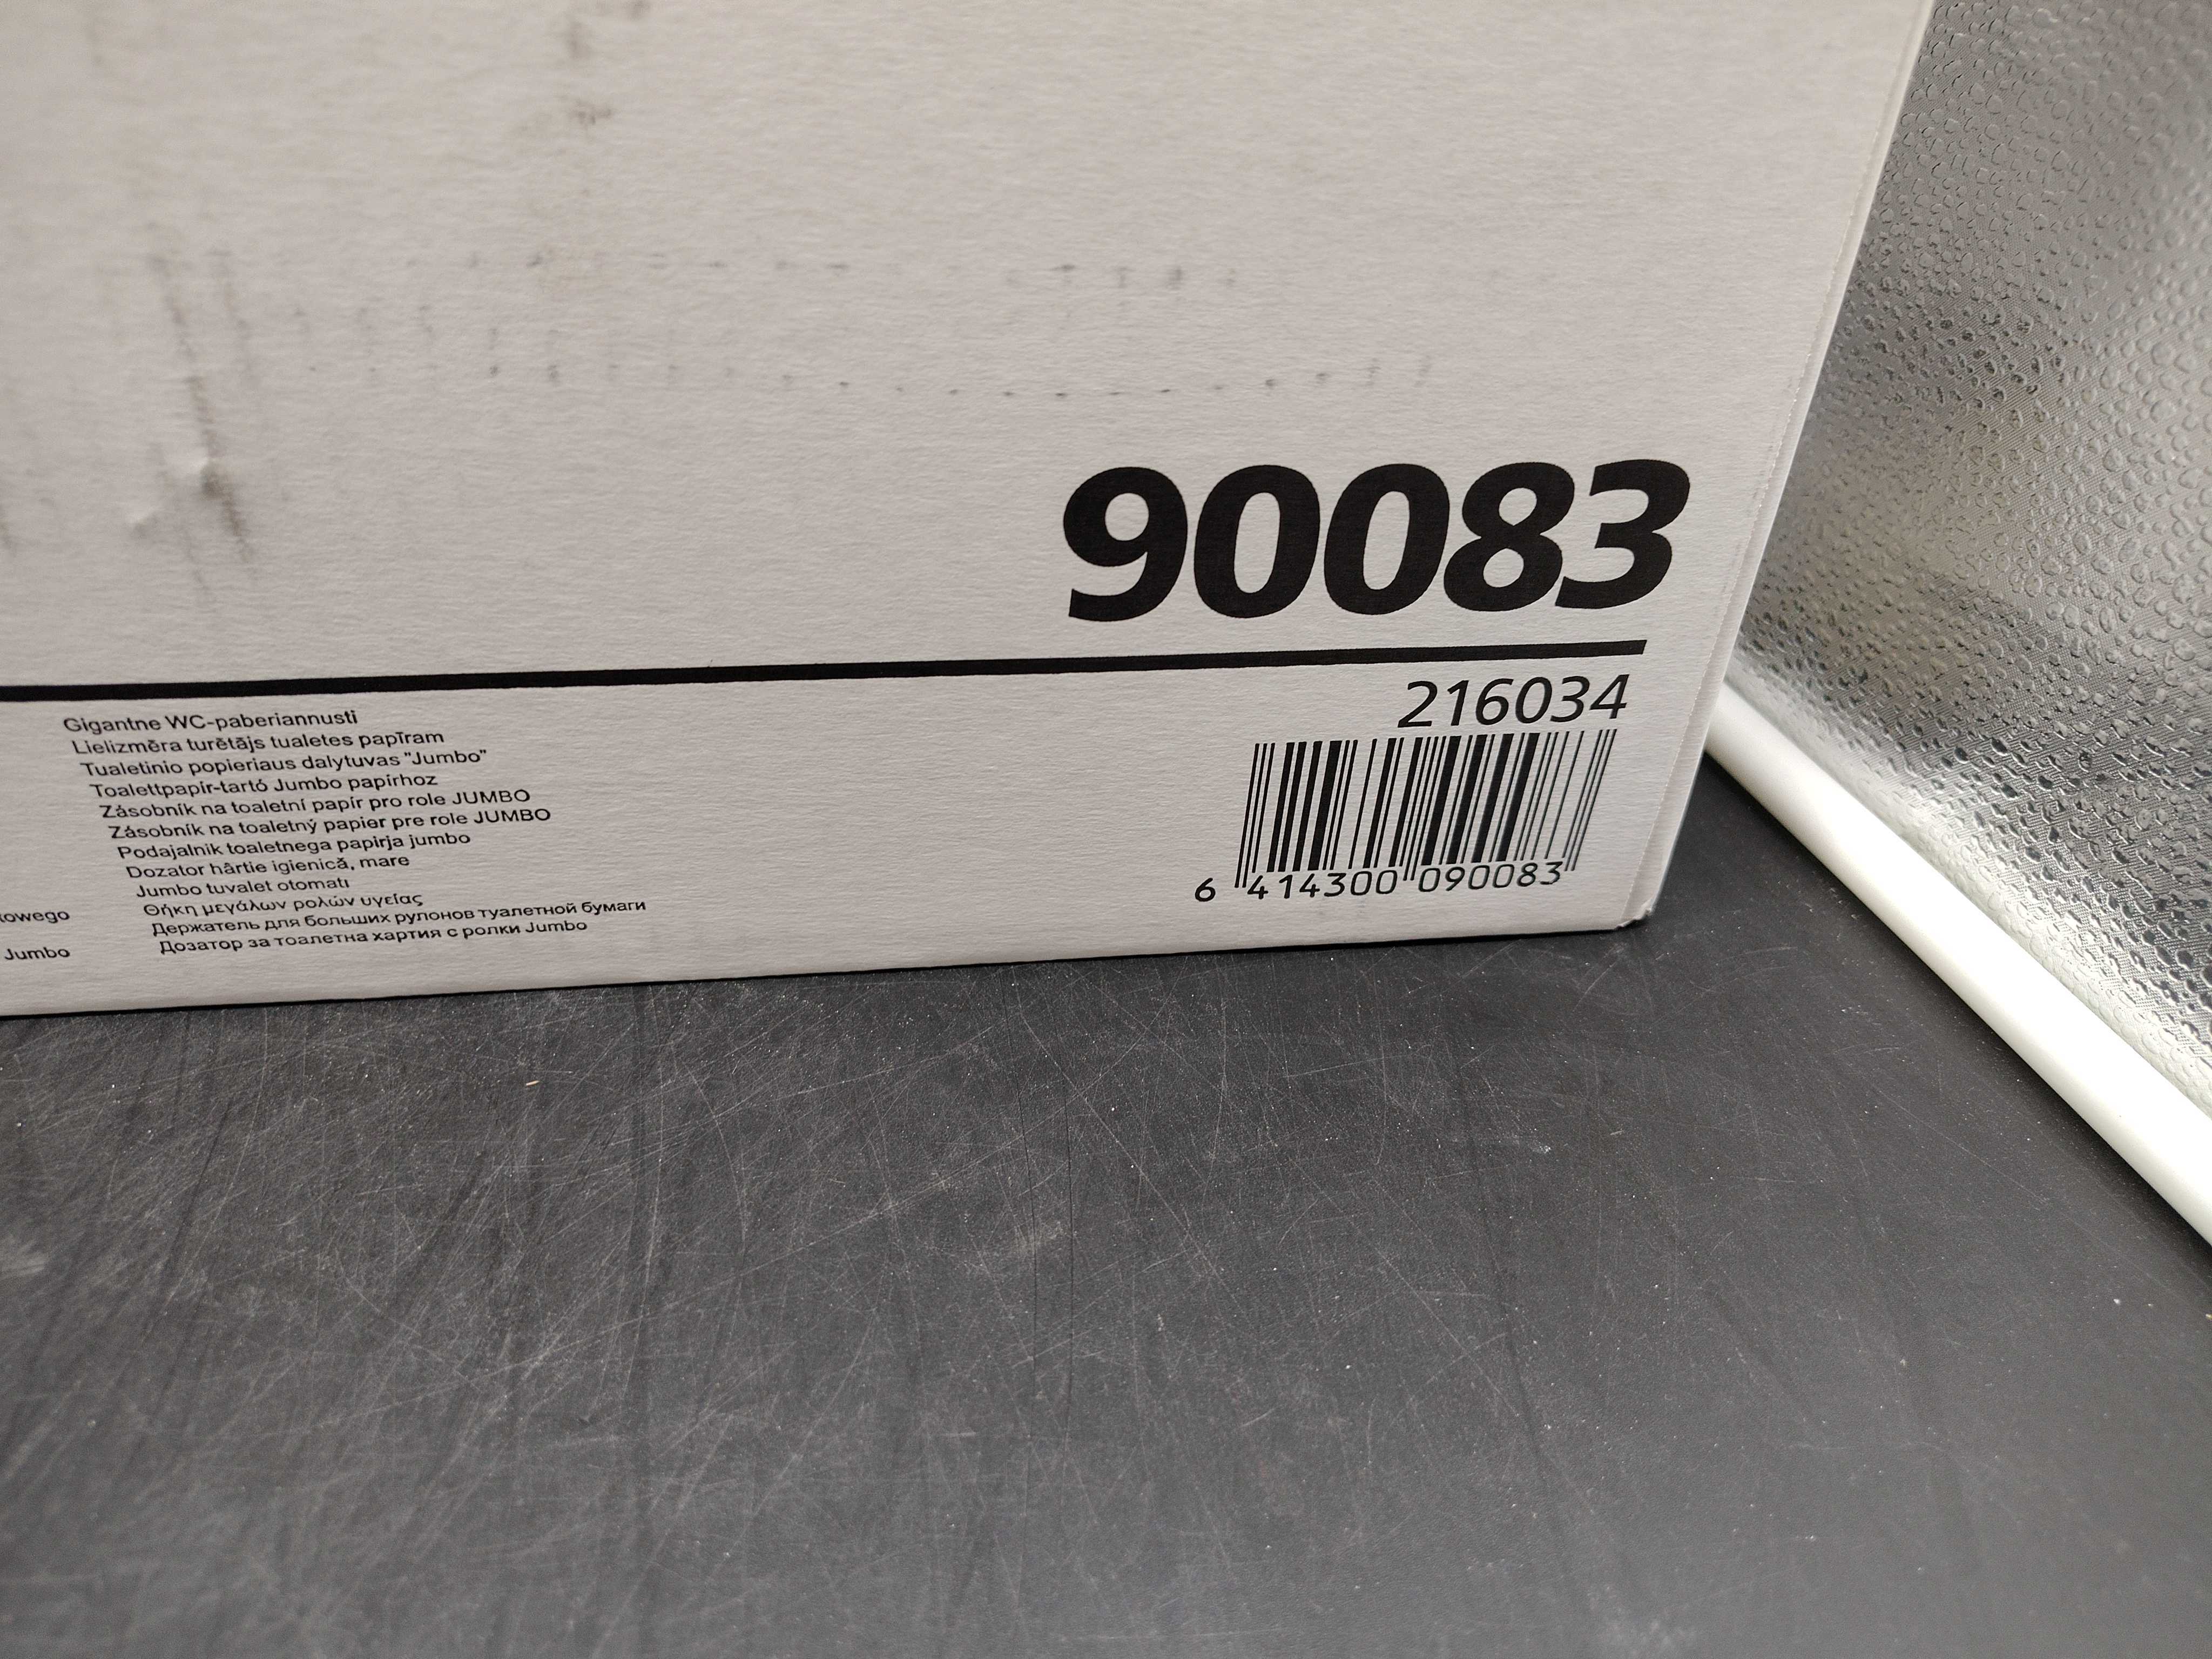 90083
216034
6 414300 090083
Gigantne WC-paberiannusti
Lielizmēra turētājs tualetes papīram
Tualetinio popieriaus dalytuvas "Jumbo"
Toalettpapír-tartó Jumbo papírhoz
Zásobník na toaletní papír pro role JUMBO
Zásobník na toaletný papier pre role JUMBO
Podajalnik toaletnega papirja jumbo
Dozator hârtie igienică, mare
Jumbo tuvalet otomatı
Θήκη μεγάλων ρολών υγείας
Держатель для больших рулонов туалетной бумаги
Дозатор за тоалетна хартия с ролки Jumbo
Jumbo